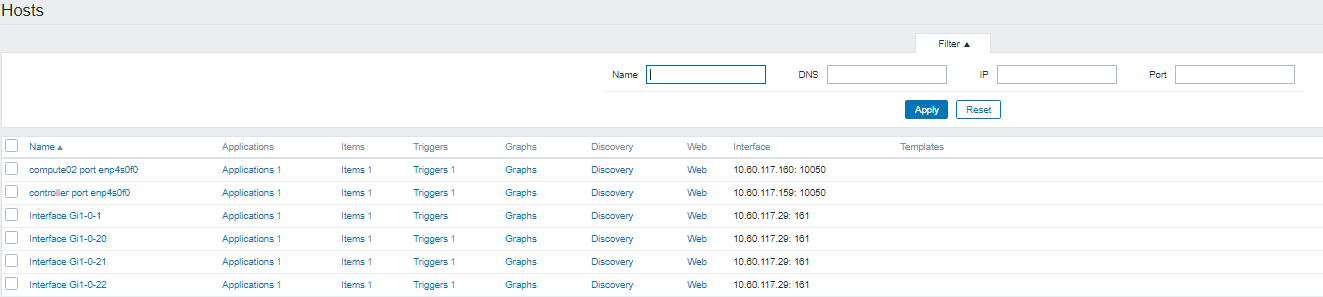 Hosts
Filter ▲
Name DNS IP Port
Apply Reset
Name ▲ Applications Items Triggers Graphs Discovery Web Interface Templates
compute02 port enp4s0f0 Applications 1 Items 1 Triggers 1 Graphs Discovery Web 10.60.117.160: 10050
controller port enp4s0f0 Applications 1 Items 1 Triggers 1 Graphs Discovery Web 10.60.117.159: 10050
Interface Gi1-0-1 Applications 1 Items 1 Triggers Graphs Discovery Web 10.60.117.29: 161
Interface Gi1-0-20 Applications 1 Items 1 Triggers 1 Graphs Discovery Web 10.60.117.29: 161
Interface Gi1-0-21 Applications 1 Items 1 Triggers 1 Graphs Discovery Web 10.60.117.29: 161
Interface Gi1-0-22 Applications 1 Items 1 Triggers 1 Graphs Discovery Web 10.60.117.29: 161